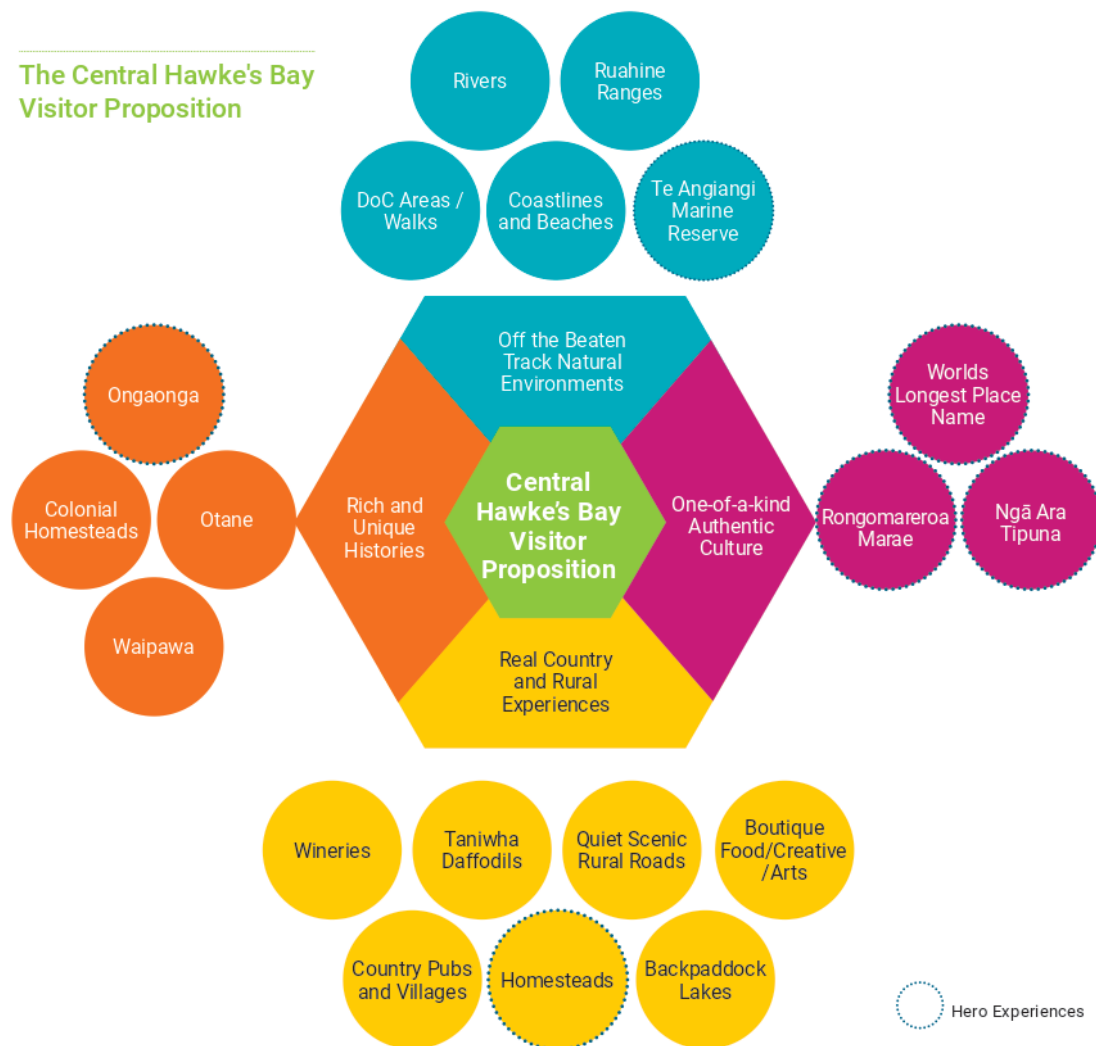 The Central Hawke's Bay
Visitor Proposition
Rivers
Ruahine
Ranges
DoC Areas /
Walks
Coastlines
and Beaches
Te Angiangi
Marine
Reserve
Off the Beaten
Track Natural
Environments
Ongaonga
Colonial
Homesteads
Otane
Waipawa
Rich and
Unique
Histories
Central
Hawke’s Bay
Visitor
Proposition
One-of-a-kind
Authentic
Culture
Worlds
Longest Place
Name
Rongomareroa
Marae
Ngā Ara
Tipuna
Real Country
and Rural
Experiences
Wineries
Taniwha
Daffodils
Quiet Scenic
Rural Roads
Boutique
Food/Creative
/Arts
Country Pubs
and Villages
Homesteads
Backpaddock
Lakes
Hero Experiences